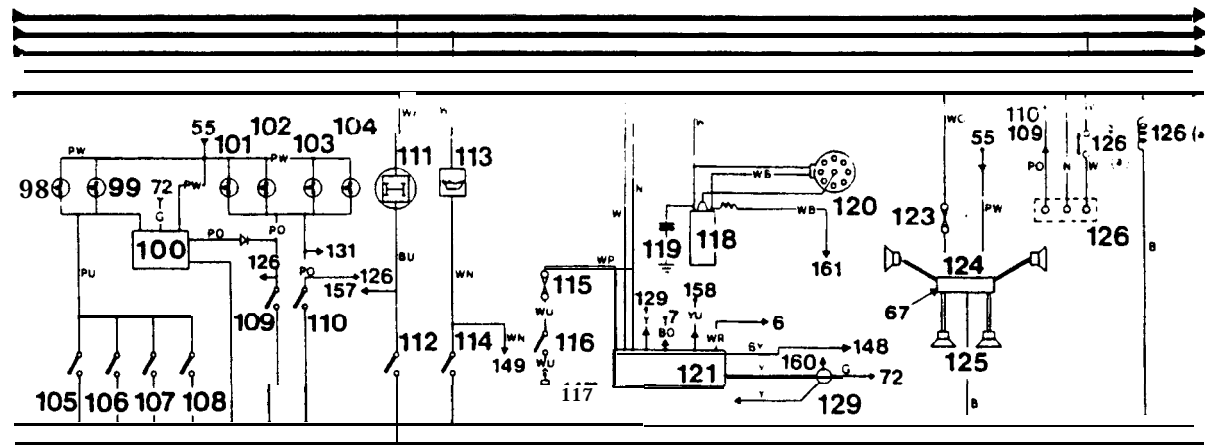 55 101 102 103 104
PW PW
98 99 72 PW
G
100 PO PO
126 131
PO 126
157
PU
109 110
105 106 107 108
111 113
BU WN
112 114 WN
149
115 WP W N
WU
116
WU
117
119 118 120
WB
WB
161
129 7 158
Y BO YU
WR 6
GY 148
121 160 G 72
Y
Y 129
55
123 PW
124
67
125
B
110
109
PO N W
126
126
126
B